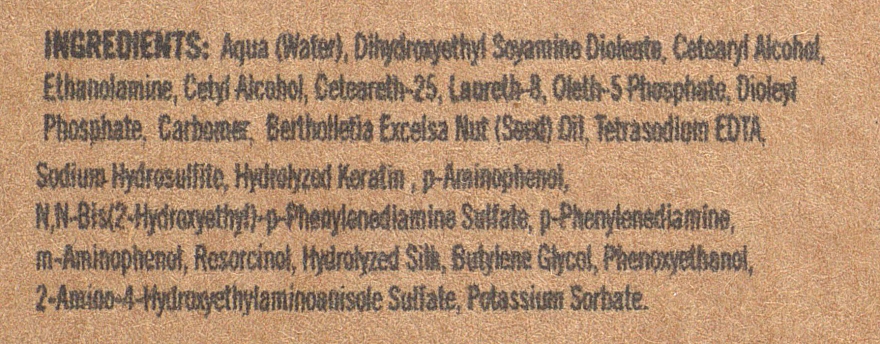 INGREDIENTS: Aqua (Water), Dihydroxyethyl Soyamine Dioleate, Cetearyl Alcohol,
Ethanolamine, Cetyl Alcohol, Ceteareth-25, Laureth-8, Oleth-5 Phosphate, Dioleyl
Phosphate, Carbomer, Bertholletia Excelsa Nut (Seed) Oil, Tetrasodium EDTA,
Sodium Hydrosulfite, Hydrolyzed Keratin , p-Aminophenol,
N,N-Bis(2-Hydroxyethyl)-p-Phenylenediamine Sulfate, p-Phenylenediamine,
m-Aminophenol, Resorcinol, Hydrolyzed Silk, Butylene Glycol, Phenoxyethanol,
2-Amino-4-Hydroxyethylaminoanisole Sulfate, Potassium Sorbate.